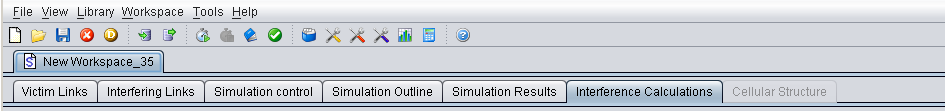 File View Library Workspace Tools Help
New Workspace_35
Victim Links Interfering Links Simulation control Simulation Outline Simulation Results Interference Calculations Cellular Structure